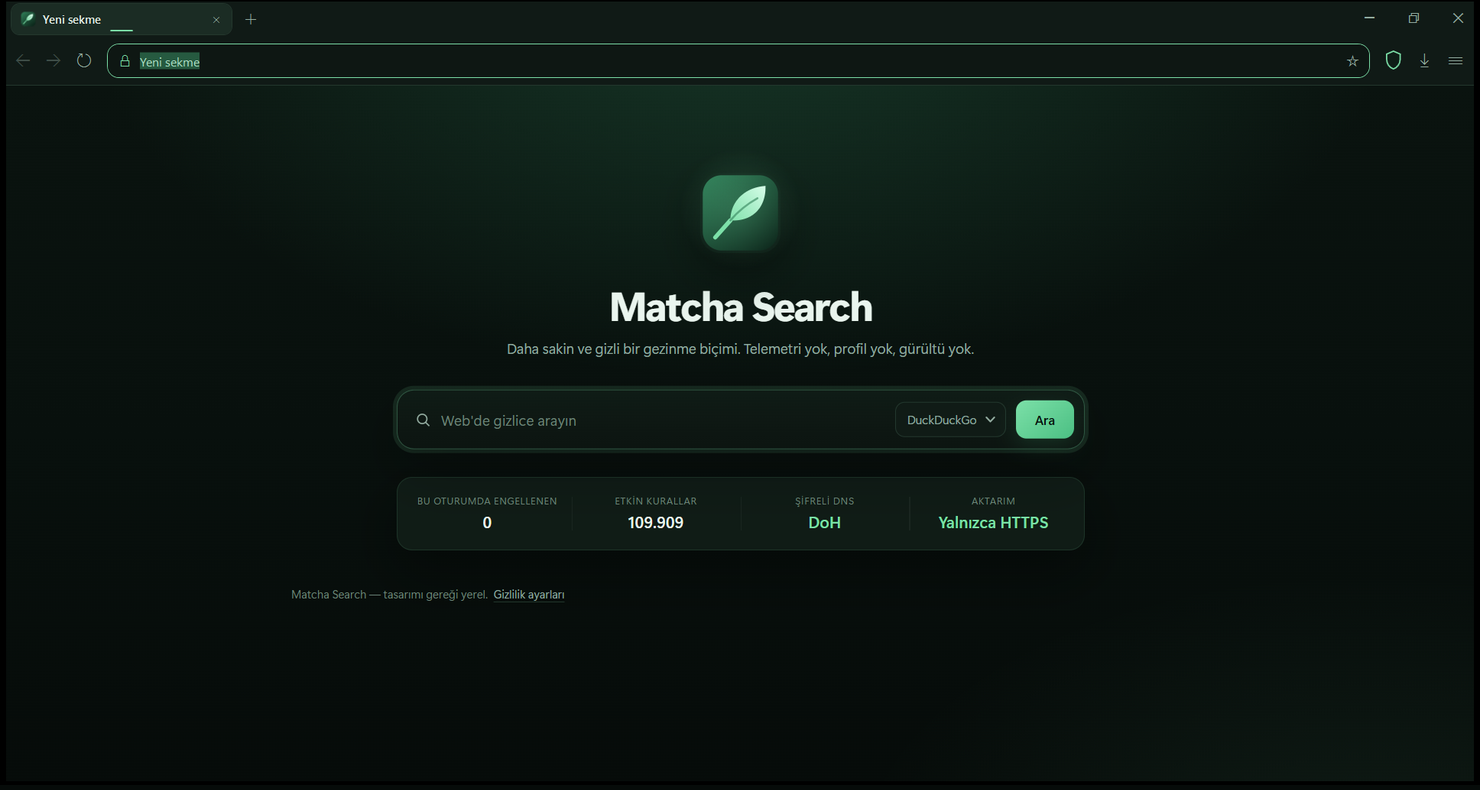 Yeni sekme
Yeni sekme
Matcha Search
Daha sakin ve gizli bir gezinme biçimi. Telemetri yok, profil yok, gürültü yok.
Web'de gizlice arayın DuckDuckGo Ara
BU OTURUMDA ENGELLENEN ETKİN KURALLAR ŞİFRELİ DNS AKTARIM
0 109.909 DoH Yalnızca HTTPS
Matcha Search — tasarımı gereği yerel. Gizlilik ayarları